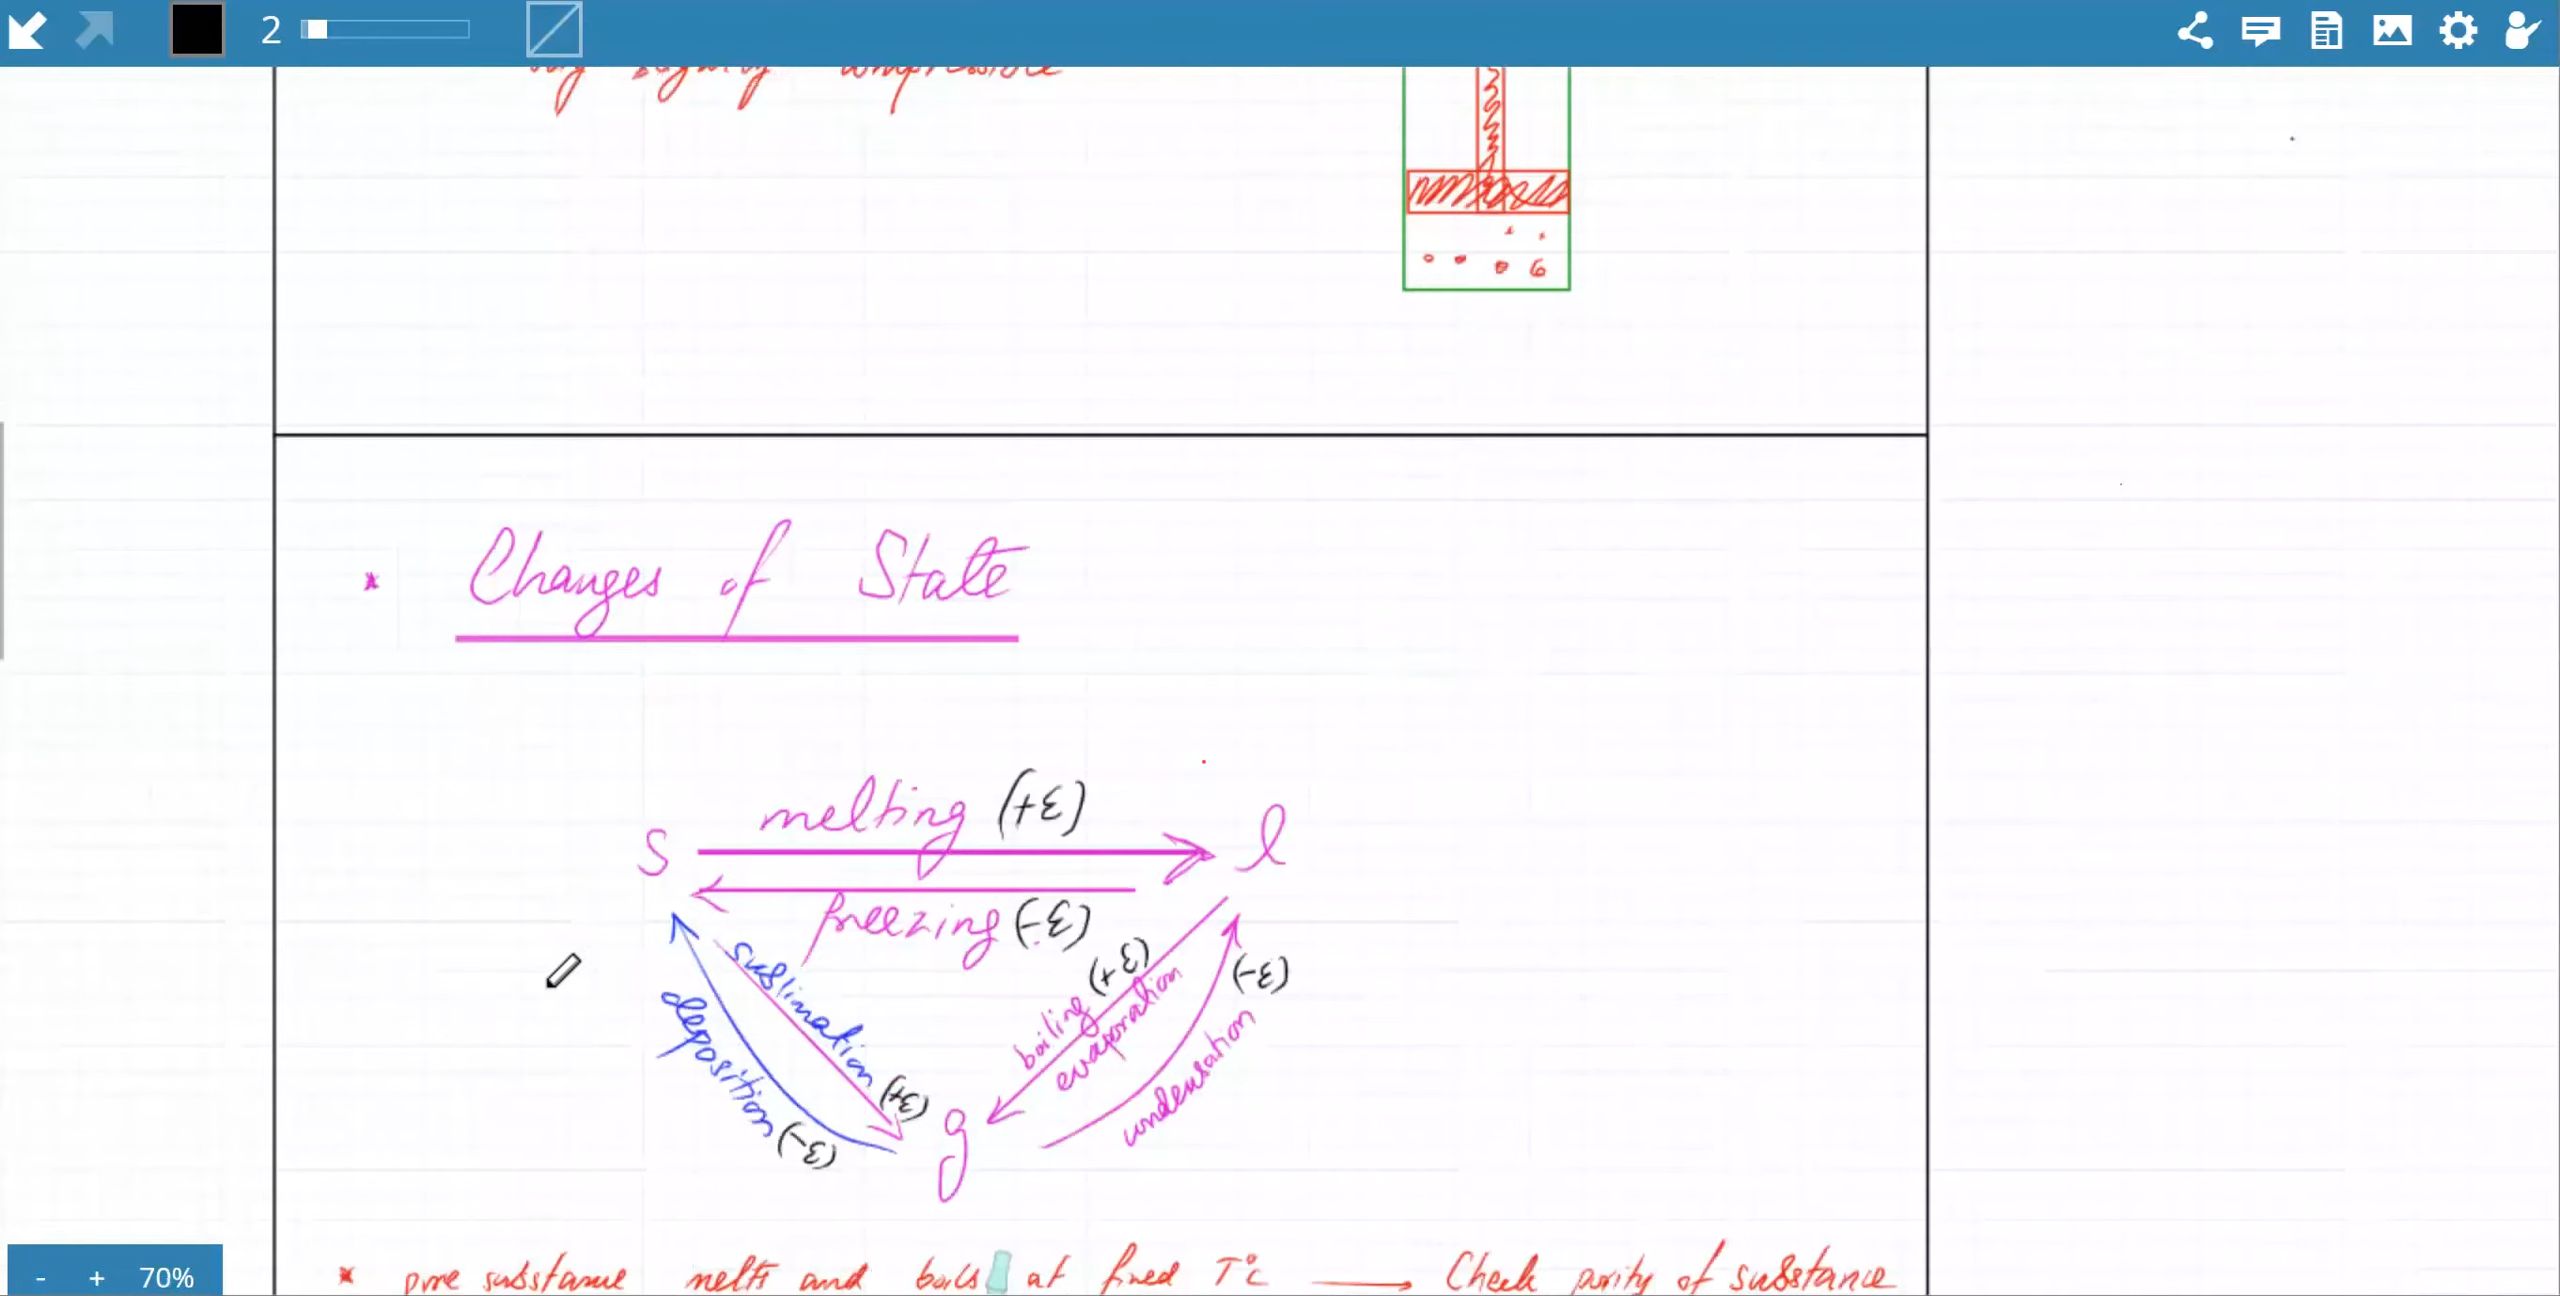 2
compressible
* Changes of State
melting (+ε)
s l
freezing (-ε)
sublimation (+ε)
deposition (-ε)
boiling (+ε)
evaporation
condensation (-ε)
g
* pure substance melts and boils at fixed T°C → Check purity of substance
- + 70%